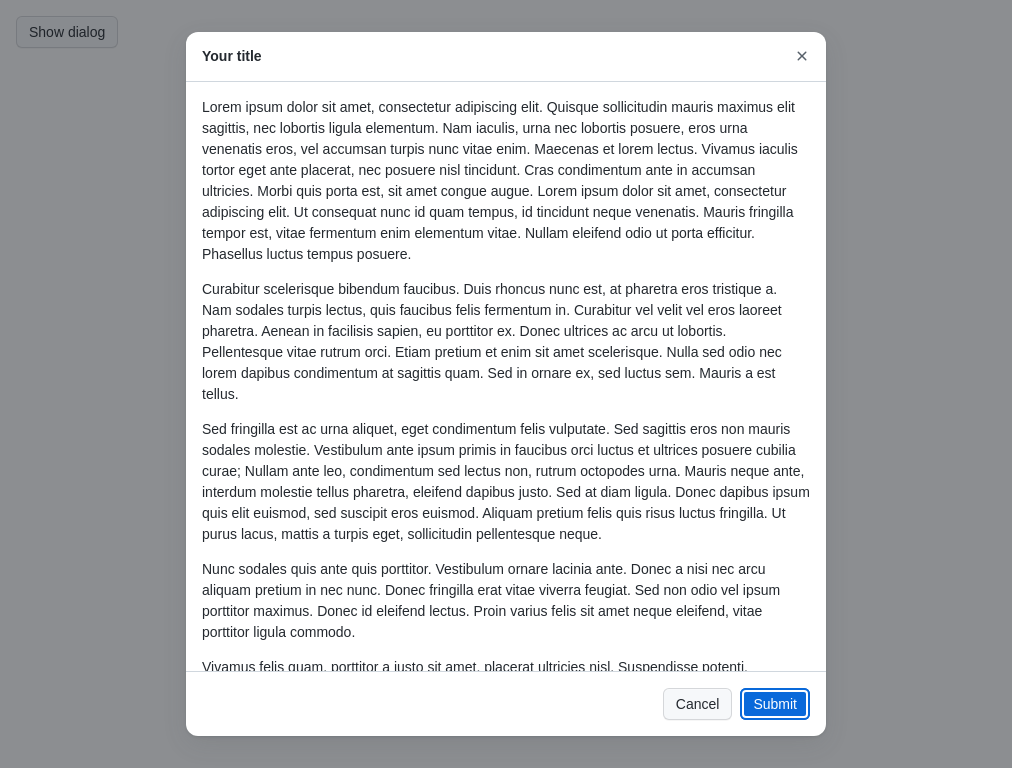 Show dialog
Your title
Lorem ipsum dolor sit amet, consectetur adipiscing elit. Quisque sollicitudin mauris maximus elit
sagittis, nec lobortis ligula elementum. Nam iaculis, urna nec lobortis posuere, eros urna
venenatis eros, vel accumsan turpis nunc vitae enim. Maecenas et lorem lectus. Vivamus iaculis
tortor eget ante placerat, nec posuere nisl tincidunt. Cras condimentum ante in accumsan
ultricies. Morbi quis porta est, sit amet congue augue. Lorem ipsum dolor sit amet, consectetur
adipiscing elit. Ut consequat nunc id quam tempus, id tincidunt neque venenatis. Mauris fringilla
tempor est, vitae fermentum enim elementum vitae. Nullam eleifend odio ut porta efficitur.
Phasellus luctus tempus posuere.
Curabitur scelerisque bibendum faucibus. Duis rhoncus nunc est, at pharetra eros tristique a.
Nam sodales turpis lectus, quis faucibus felis fermentum in. Curabitur vel velit vel eros laoreet
pharetra. Aenean in facilisis sapien, eu porttitor ex. Donec ultrices ac arcu ut lobortis.
Pellentesque vitae rutrum orci. Etiam pretium et enim sit amet scelerisque. Nulla sed odio nec
lorem dapibus condimentum at sagittis quam. Sed in ornare ex, sed luctus sem. Mauris a est
tellus.
Sed fringilla est ac urna aliquet, eget condimentum felis vulputate. Sed sagittis eros non mauris
sodales molestie. Vestibulum ante ipsum primis in faucibus orci luctus et ultrices posuere cubilia
curae; Nullam ante leo, condimentum sed lectus non, rutrum octopodes urna. Mauris neque ante,
interdum molestie tellus pharetra, eleifend dapibus justo. Sed at diam ligula. Donec dapibus ipsum
quis elit euismod, sed suscipit eros euismod. Aliquam pretium felis quis risus luctus fringilla. Ut
purus lacus, mattis a turpis eget, sollicitudin pellentesque neque.
Nunc sodales quis ante quis porttitor. Vestibulum ornare lacinia ante. Donec a nisi nec arcu
aliquam pretium in nec nunc. Donec fringilla erat vitae viverra feugiat. Sed non odio vel ipsum
porttitor maximus. Donec id eleifend lectus. Proin varius felis sit amet neque eleifend, vitae
porttitor ligula commodo.
Vivamus felis quam, porttitor a justo sit amet, placerat ultricies nisl. Suspendisse potenti.
Cancel
Submit